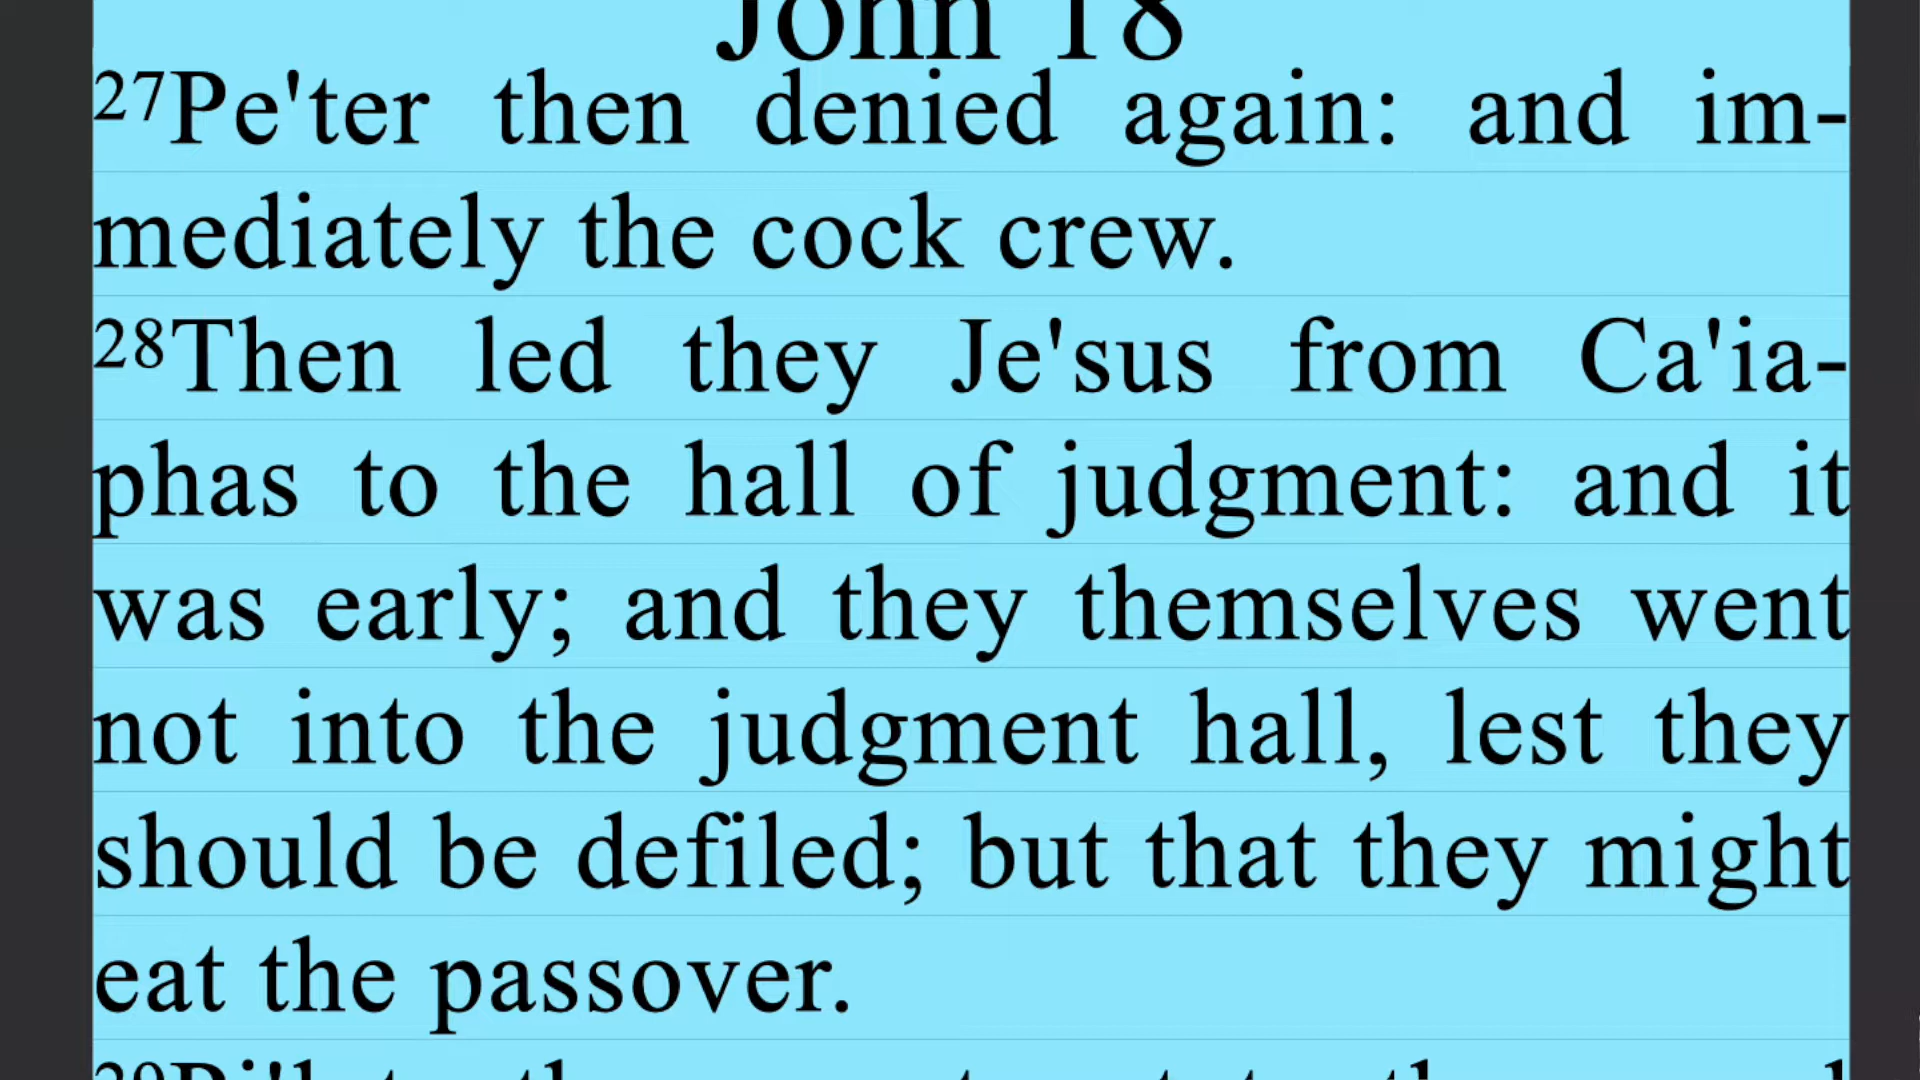 John 18
27Pe'ter then denied again: and im-
mediately the cock crew.
28Then led they Je'sus from Ca'ia-
phas to the hall of judgment: and it
was early; and they themselves went
not into the judgment hall, lest they
should be defiled; but that they might
eat the passover.